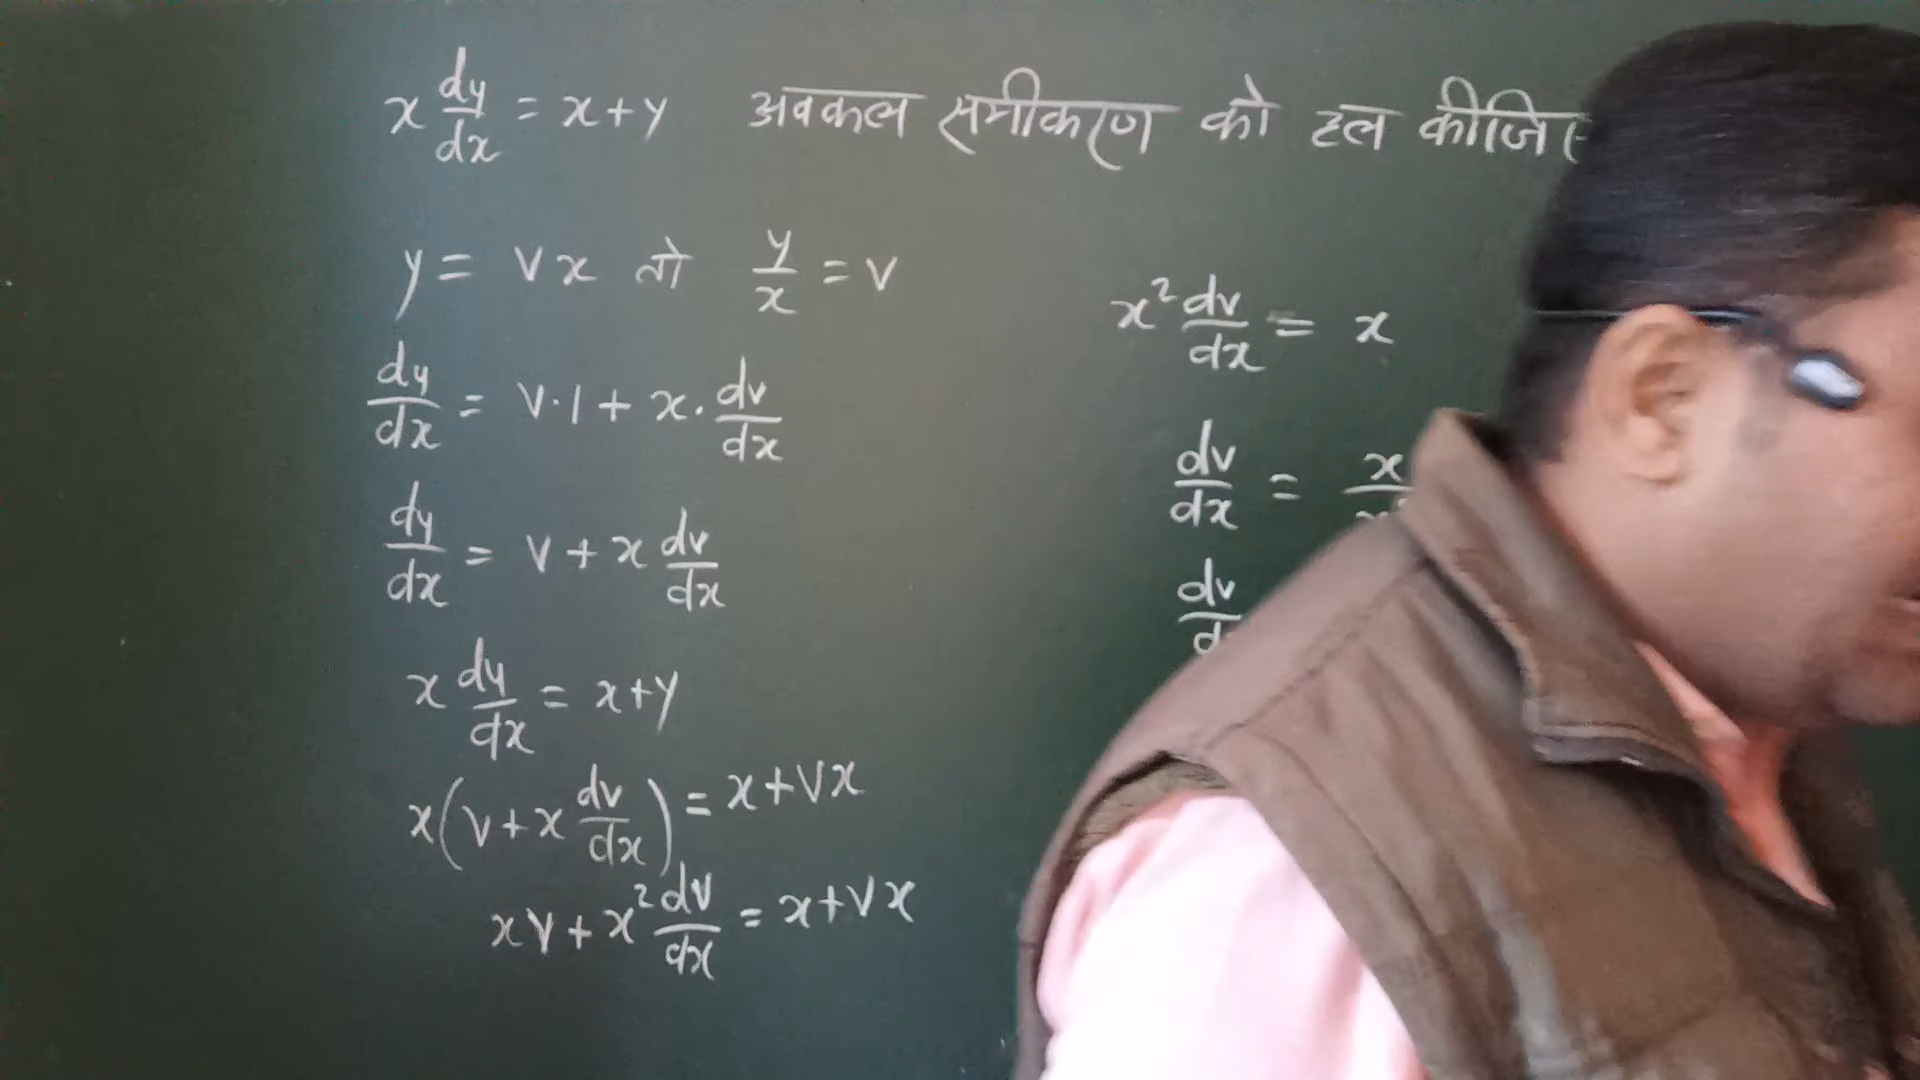 x dy/dx = x+y अवकल समीकरण को हल
y = vx तो y/x = v
dy/dx = v·1 + x· dv/dx
dy/dx = v + x dv/dx
x dy/dx = x+y
x(v+x dv/dx) = x+vx
xv + x² dv/dx = x+vx
x² dv/dx = x
dv/dx = x
dv